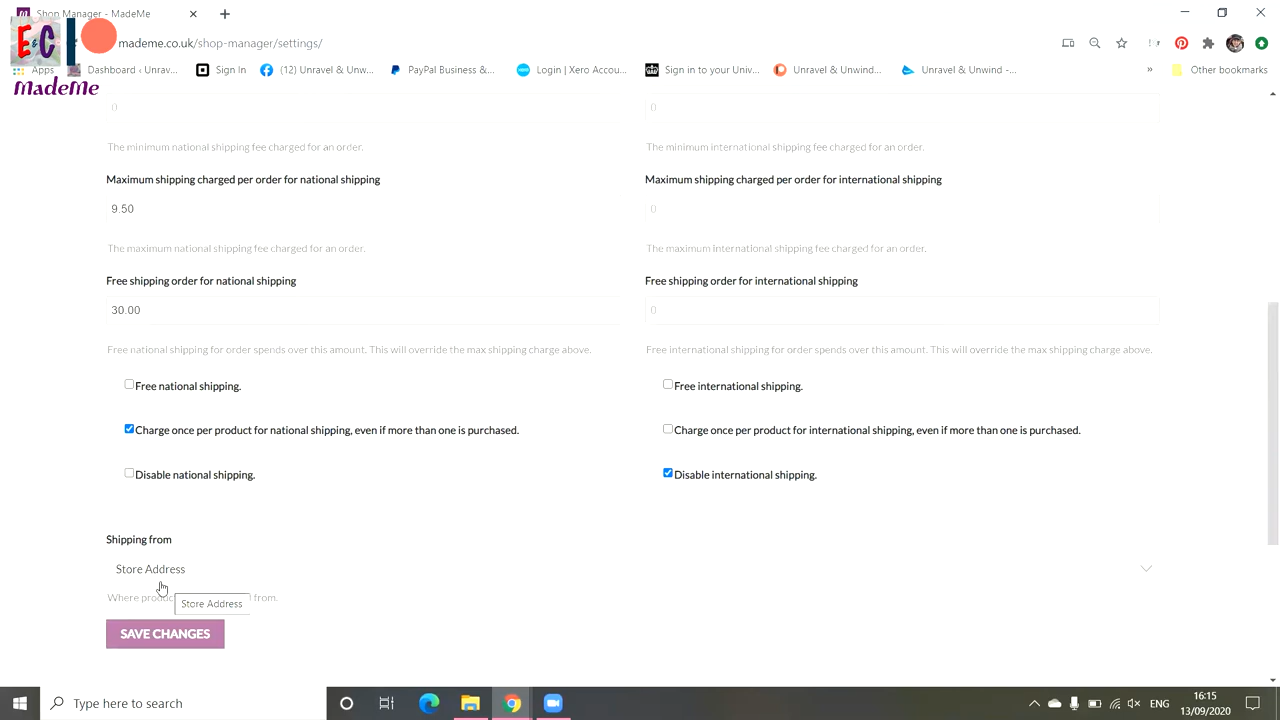 Shop Manager - MadeMe
E&C
MadeMe
mademe.co.uk/shop-manager/settings/
Apps
Dashboard ‹ Unrav...
Sign In
(12) Unravel & Unw...
PayPal Business &...
Login | Xero Accou...
Sign in to your Univ...
Unravel & Unwind...
Unravel & Unwind -...
»
Other bookmarks
0
0
The minimum national shipping fee charged for an order.
The minimum international shipping fee charged for an order.
Maximum shipping charged per order for national shipping
Maximum shipping charged per order for international shipping
9.50
0
The maximum national shipping fee charged for an order.
The maximum international shipping fee charged for an order.
Free shipping order for national shipping
Free shipping order for international shipping
30.00
0
Free national shipping for order spends over this amount. This will override the max shipping charge above.
Free international shipping for order spends over this amount. This will override the max shipping charge above.
Free national shipping.
Free international shipping.
Charge once per product for national shipping, even if more than one is purchased.
Charge once per product for international shipping, even if more than one is purchased.
Disable national shipping.
Disable international shipping.
Shipping from
Store Address
Where produc from.
Store Address
SAVE CHANGES
Type here to search
ENG
16:15
13/09/2020